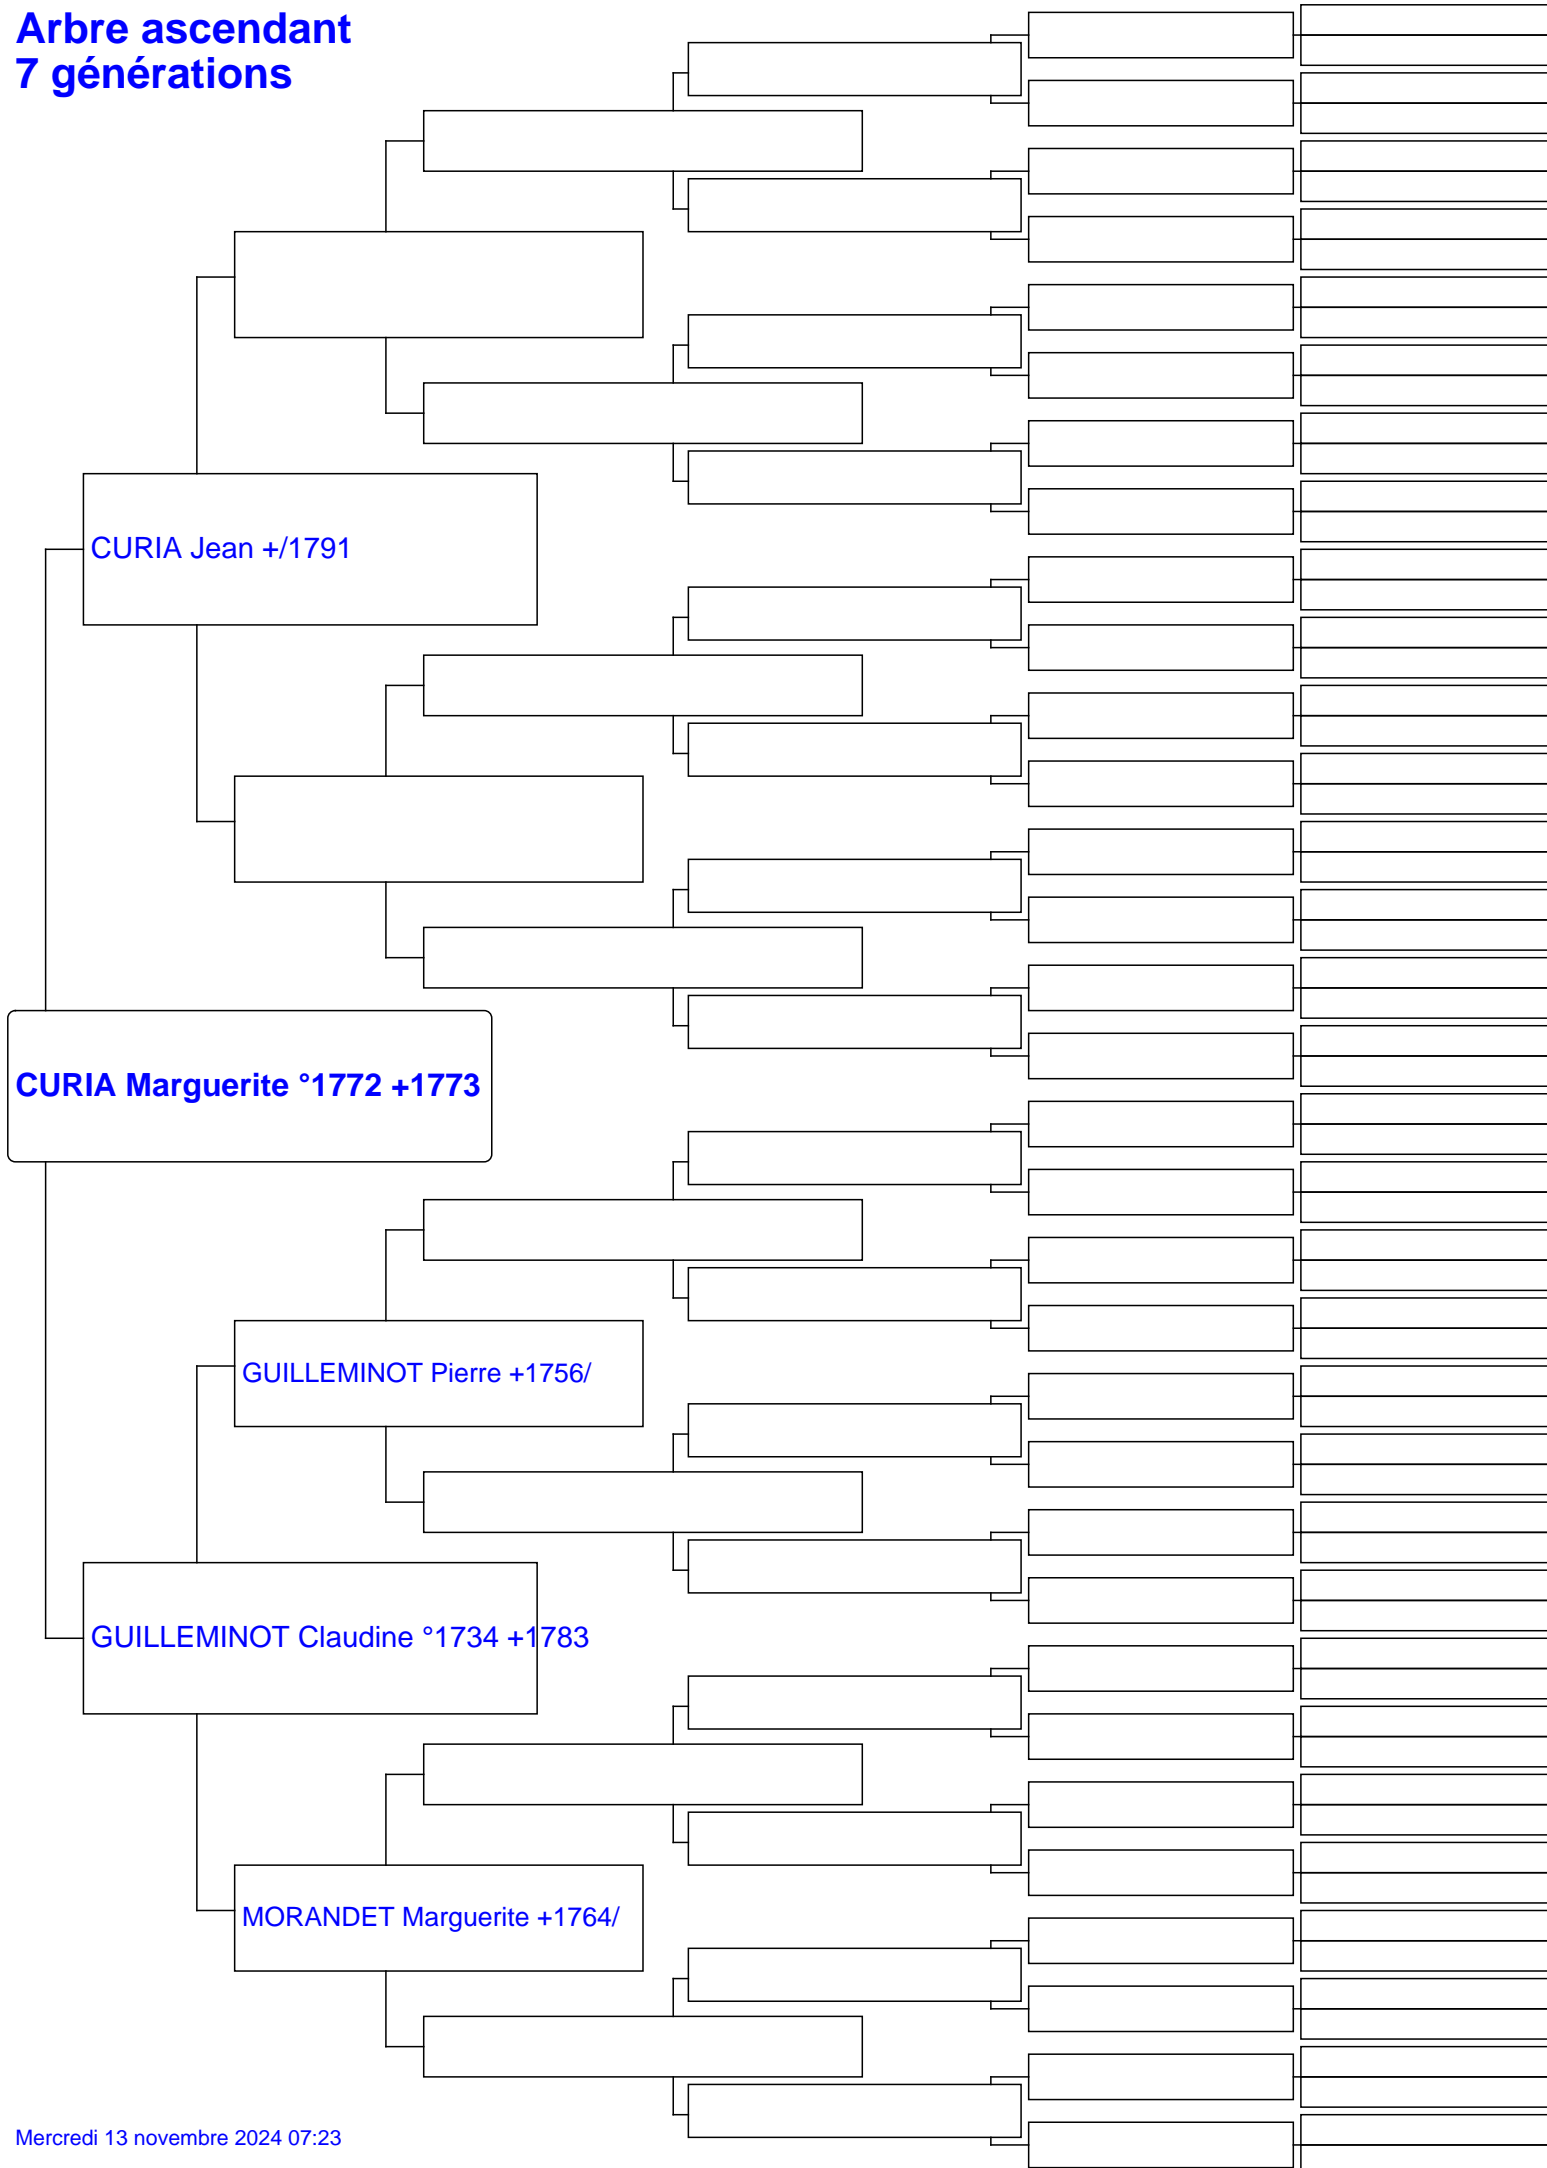 Arbre ascendant
7 générations
CURIA Jean +/1791
CURIA Marguerite °1772 +1773
GUILLEMINOT Pierre +1756/
GUILLEMINOT Claudine °1734 +1783
MORANDET Marguerite +1764/
Mercredi 13 novembre 2024 07:23